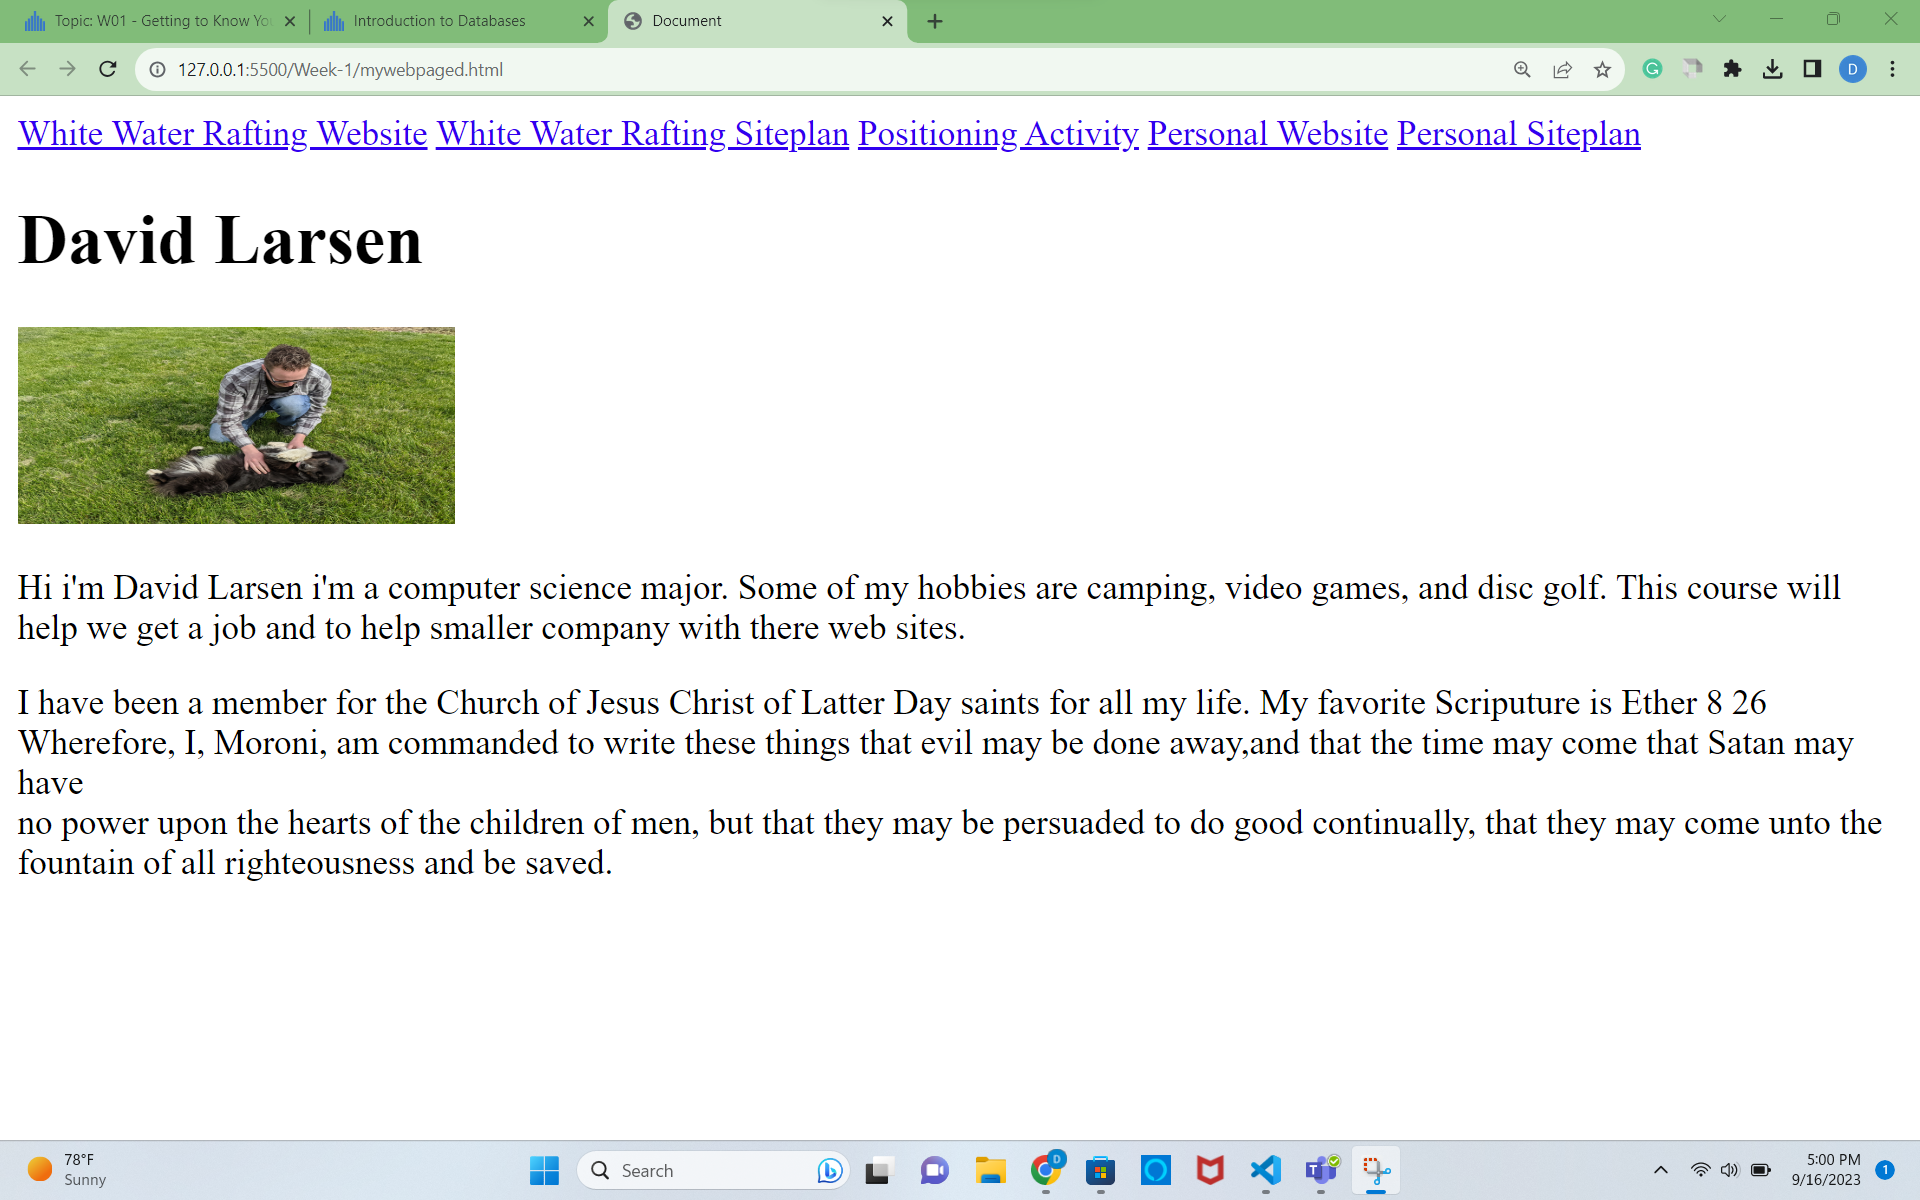 Topic: W01 - Getting to Know Yo
Introduction to Databases
Document
127.0.0.1:5500/Week-1/mywebpaged.html
D
White Water Rafting Website White Water Rafting Siteplan Positioning Activity Personal Website Personal Siteplan
David Larsen
Hi i'm David Larsen i'm a computer science major. Some of my hobbies are camping, video games, and disc golf. This course will
help we get a job and to help smaller company with there web sites.
I have been a member for the Church of Jesus Christ of Latter Day saints for all my life. My favorite Scriputure is Ether 8 26
Wherefore, I, Moroni, am commanded to write these things that evil may be done away,and that the time may come that Satan may
have
no power upon the hearts of the children of men, but that they may be persuaded to do good continually, that they may come unto the
fountain of all righteousness and be saved.
78°F
Sunny
Search
D
5:00 PM
9/16/2023
1